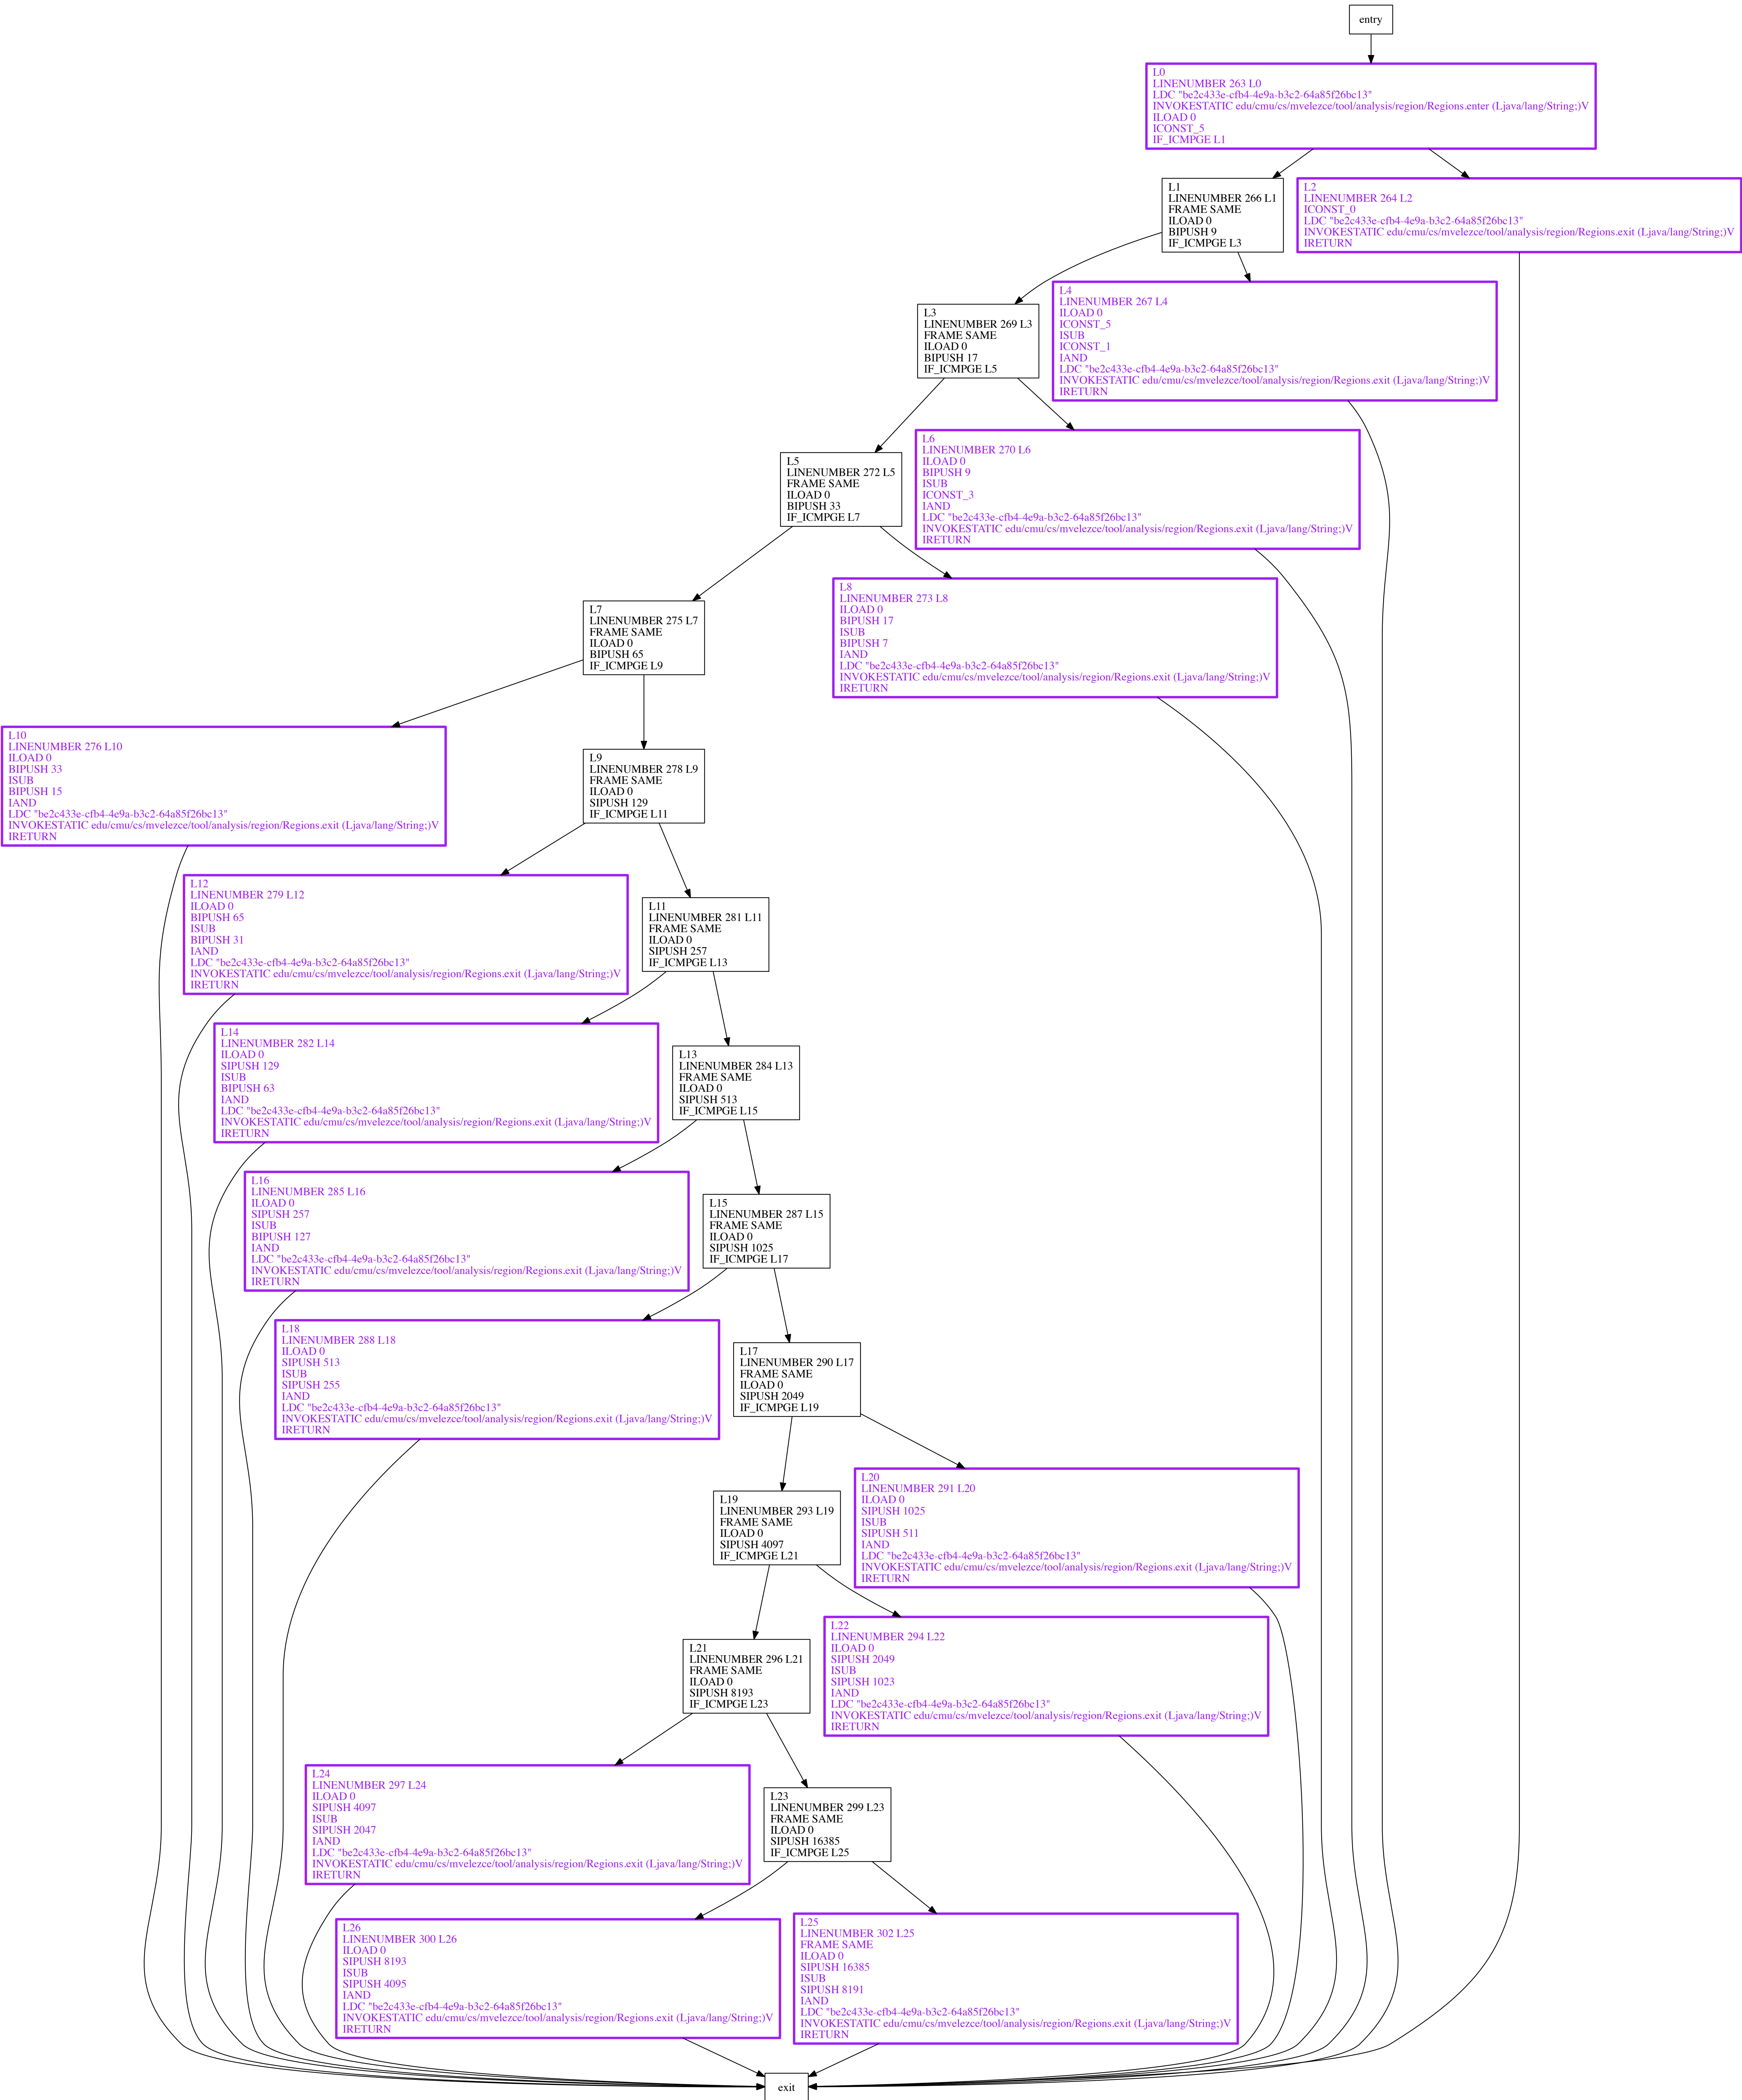 entry
L0
LINENUMBER 263 L0
LDC "be2c433e-cfb4-4e9a-b3c2-64a85f26bc13"
INVOKESTATIC edu/cmu/cs/mvelezce/tool/analysis/region/Regions.enter (Ljava/lang/String;)V
ILOAD 0
ICONST_5
IF_ICMPGE L1
L1
LINENUMBER 266 L1
FRAME SAME
ILOAD 0
BIPUSH 9
IF_ICMPGE L3
L2
LINENUMBER 264 L2
ICONST_0
LDC "be2c433e-cfb4-4e9a-b3c2-64a85f26bc13"
INVOKESTATIC edu/cmu/cs/mvelezce/tool/analysis/region/Regions.exit (Ljava/lang/String;)V
IRETURN
L3
LINENUMBER 269 L3
FRAME SAME
ILOAD 0
BIPUSH 17
IF_ICMPGE L5
L4
LINENUMBER 267 L4
ILOAD 0
ICONST_5
ISUB
ICONST_1
IAND
LDC "be2c433e-cfb4-4e9a-b3c2-64a85f26bc13"
INVOKESTATIC edu/cmu/cs/mvelezce/tool/analysis/region/Regions.exit (Ljava/lang/String;)V
IRETURN
L5
LINENUMBER 272 L5
FRAME SAME
ILOAD 0
BIPUSH 33
IF_ICMPGE L7
L6
LINENUMBER 270 L6
ILOAD 0
BIPUSH 9
ISUB
ICONST_3
IAND
LDC "be2c433e-cfb4-4e9a-b3c2-64a85f26bc13"
INVOKESTATIC edu/cmu/cs/mvelezce/tool/analysis/region/Regions.exit (Ljava/lang/String;)V
IRETURN
L7
LINENUMBER 275 L7
FRAME SAME
ILOAD 0
BIPUSH 65
IF_ICMPGE L9
L8
LINENUMBER 273 L8
ILOAD 0
BIPUSH 17
ISUB
BIPUSH 7
IAND
LDC "be2c433e-cfb4-4e9a-b3c2-64a85f26bc13"
INVOKESTATIC edu/cmu/cs/mvelezce/tool/analysis/region/Regions.exit (Ljava/lang/String;)V
IRETURN
L10
LINENUMBER 276 L10
ILOAD 0
BIPUSH 33
ISUB
BIPUSH 15
IAND
LDC "be2c433e-cfb4-4e9a-b3c2-64a85f26bc13"
INVOKESTATIC edu/cmu/cs/mvelezce/tool/analysis/region/Regions.exit (Ljava/lang/String;)V
IRETURN
L9
LINENUMBER 278 L9
FRAME SAME
ILOAD 0
SIPUSH 129
IF_ICMPGE L11
L12
LINENUMBER 279 L12
ILOAD 0
BIPUSH 65
ISUB
BIPUSH 31
IAND
LDC "be2c433e-cfb4-4e9a-b3c2-64a85f26bc13"
INVOKESTATIC edu/cmu/cs/mvelezce/tool/analysis/region/Regions.exit (Ljava/lang/String;)V
IRETURN
L11
LINENUMBER 281 L11
FRAME SAME
ILOAD 0
SIPUSH 257
IF_ICMPGE L13
L14
LINENUMBER 282 L14
ILOAD 0
SIPUSH 129
ISUB
BIPUSH 63
IAND
LDC "be2c433e-cfb4-4e9a-b3c2-64a85f26bc13"
INVOKESTATIC edu/cmu/cs/mvelezce/tool/analysis/region/Regions.exit (Ljava/lang/String;)V
IRETURN
L13
LINENUMBER 284 L13
FRAME SAME
ILOAD 0
SIPUSH 513
IF_ICMPGE L15
L16
LINENUMBER 285 L16
ILOAD 0
SIPUSH 257
ISUB
BIPUSH 127
IAND
LDC "be2c433e-cfb4-4e9a-b3c2-64a85f26bc13"
INVOKESTATIC edu/cmu/cs/mvelezce/tool/analysis/region/Regions.exit (Ljava/lang/String;)V
IRETURN
L15
LINENUMBER 287 L15
FRAME SAME
ILOAD 0
SIPUSH 1025
IF_ICMPGE L17
L18
LINENUMBER 288 L18
ILOAD 0
SIPUSH 513
ISUB
SIPUSH 255
IAND
LDC "be2c433e-cfb4-4e9a-b3c2-64a85f26bc13"
INVOKESTATIC edu/cmu/cs/mvelezce/tool/analysis/region/Regions.exit (Ljava/lang/String;)V
IRETURN
L17
LINENUMBER 290 L17
FRAME SAME
ILOAD 0
SIPUSH 2049
IF_ICMPGE L19
L20
LINENUMBER 291 L20
ILOAD 0
SIPUSH 1025
ISUB
SIPUSH 511
IAND
LDC "be2c433e-cfb4-4e9a-b3c2-64a85f26bc13"
INVOKESTATIC edu/cmu/cs/mvelezce/tool/analysis/region/Regions.exit (Ljava/lang/String;)V
IRETURN
L19
LINENUMBER 293 L19
FRAME SAME
ILOAD 0
SIPUSH 4097
IF_ICMPGE L21
L22
LINENUMBER 294 L22
ILOAD 0
SIPUSH 2049
ISUB
SIPUSH 1023
IAND
LDC "be2c433e-cfb4-4e9a-b3c2-64a85f26bc13"
INVOKESTATIC edu/cmu/cs/mvelezce/tool/analysis/region/Regions.exit (Ljava/lang/String;)V
IRETURN
L21
LINENUMBER 296 L21
FRAME SAME
ILOAD 0
SIPUSH 8193
IF_ICMPGE L23
L24
LINENUMBER 297 L24
ILOAD 0
SIPUSH 4097
ISUB
SIPUSH 2047
IAND
LDC "be2c433e-cfb4-4e9a-b3c2-64a85f26bc13"
INVOKESTATIC edu/cmu/cs/mvelezce/tool/analysis/region/Regions.exit (Ljava/lang/String;)V
IRETURN
L23
LINENUMBER 299 L23
FRAME SAME
ILOAD 0
SIPUSH 16385
IF_ICMPGE L25
L26
LINENUMBER 300 L26
ILOAD 0
SIPUSH 8193
ISUB
SIPUSH 4095
IAND
LDC "be2c433e-cfb4-4e9a-b3c2-64a85f26bc13"
INVOKESTATIC edu/cmu/cs/mvelezce/tool/analysis/region/Regions.exit (Ljava/lang/String;)V
IRETURN
L25
LINENUMBER 302 L25
FRAME SAME
ILOAD 0
SIPUSH 16385
ISUB
SIPUSH 8191
IAND
LDC "be2c433e-cfb4-4e9a-b3c2-64a85f26bc13"
INVOKESTATIC edu/cmu/cs/mvelezce/tool/analysis/region/Regions.exit (Ljava/lang/String;)V
IRETURN
exit